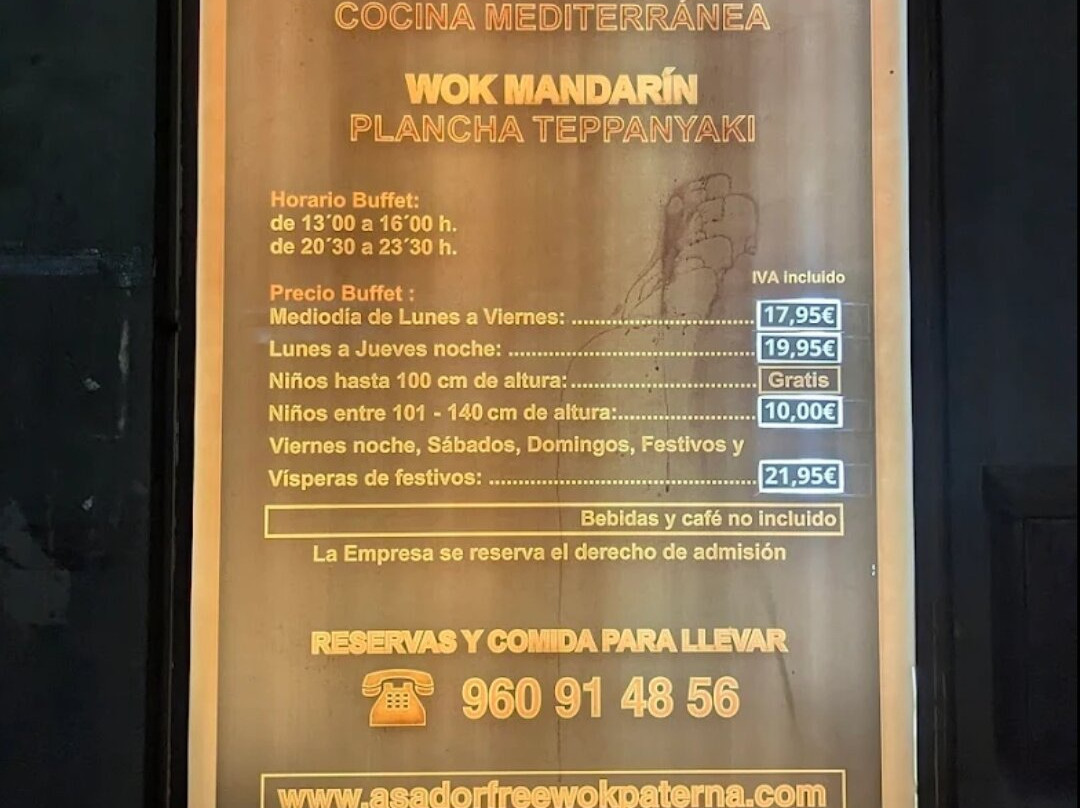 COCINA MEDITERRÁNEA
WOK MANDARÍN
PLANCHA TEPPANYAKI
Horario Buffet:
de 13´00 a 16´00 h.
de 20´30 a 23´30 h.
IVA incluido
Precio Buffet :
Mediodía de Lunes a Viernes: ............................... 17,95€
Lunes a Jueves noche: ......................................... 19,95€
Niños hasta 100 cm de altura:............................... Gratis
Niños entre 101 - 140 cm de altura:....................... 10,00€
Viernes noche, Sábados, Domingos, Festivos y
Vísperas de festivos: ............................................ 21,95€
Bebidas y café no incluido
La Empresa se reserva el derecho de admisión
RESERVAS Y COMIDA PARA LLEVAR
960 91 48 56
www.asadorfreewokpaterna.com